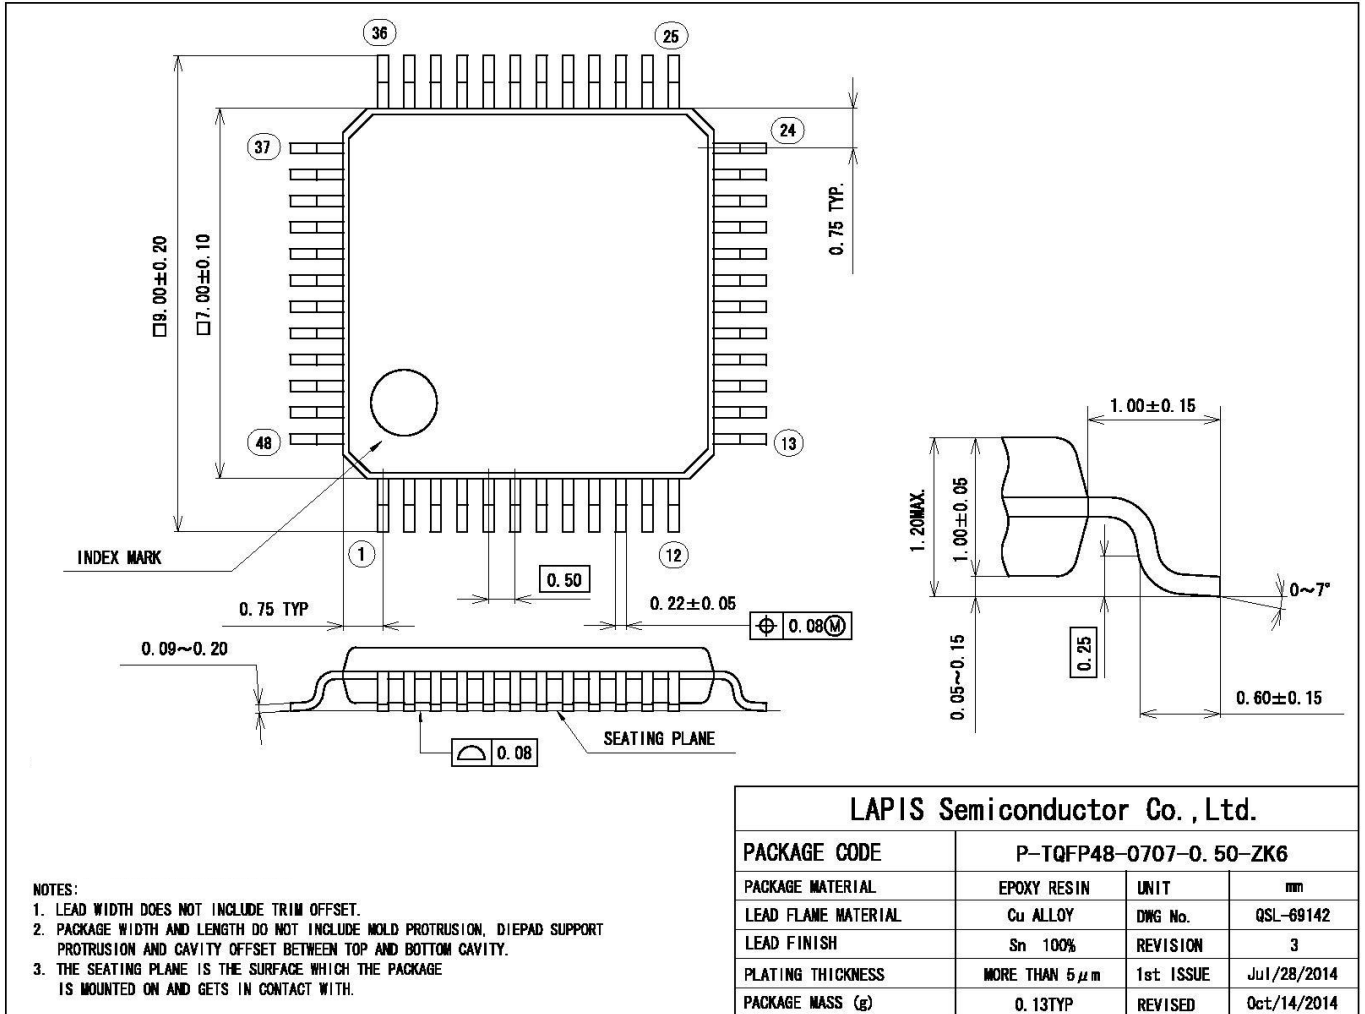 36
25
24
37
0.75 TYP.
□9.00±0.20
□7.00±0.10
48
13
1
12
INDEX MARK
0.50
0.75 TYP
0.22±0.05
⌖ 0.08Ⓜ
0.09~0.20
SEATING PLANE
⌓ 0.08
1.00±0.15
1.20MAX.
1.00±0.05
0~7°
0.25
0.05~0.15
0.60±0.15
NOTES:
1. LEAD WIDTH DOES NOT INCLUDE TRIM OFFSET.
2. PACKAGE WIDTH AND LENGTH DO NOT INCLUDE MOLD PROTRUSION, DIEPAD SUPPORT
PROTRUSION AND CAVITY OFFSET BETWEEN TOP AND BOTTOM CAVITY.
3. THE SEATING PLANE IS THE SURFACE WHICH THE PACKAGE
IS MOUNTED ON AND GETS IN CONTACT WITH.
LAPIS Semiconductor Co.,Ltd.
PACKAGE CODE P-TQFP48-0707-0.50-ZK6
PACKAGE MATERIAL EPOXY RESIN UNIT mm
LEAD FLAME MATERIAL Cu ALLOY DWG No. QSL-69142
LEAD FINISH Sn 100% REVISION 3
PLATING THICKNESS MORE THAN 5μm 1st ISSUE Jul/28/2014
PACKAGE MASS (g) 0.13TYP REVISED Oct/14/2014